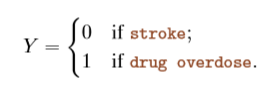 Y = { 0 if stroke;
1 if drug overdose.